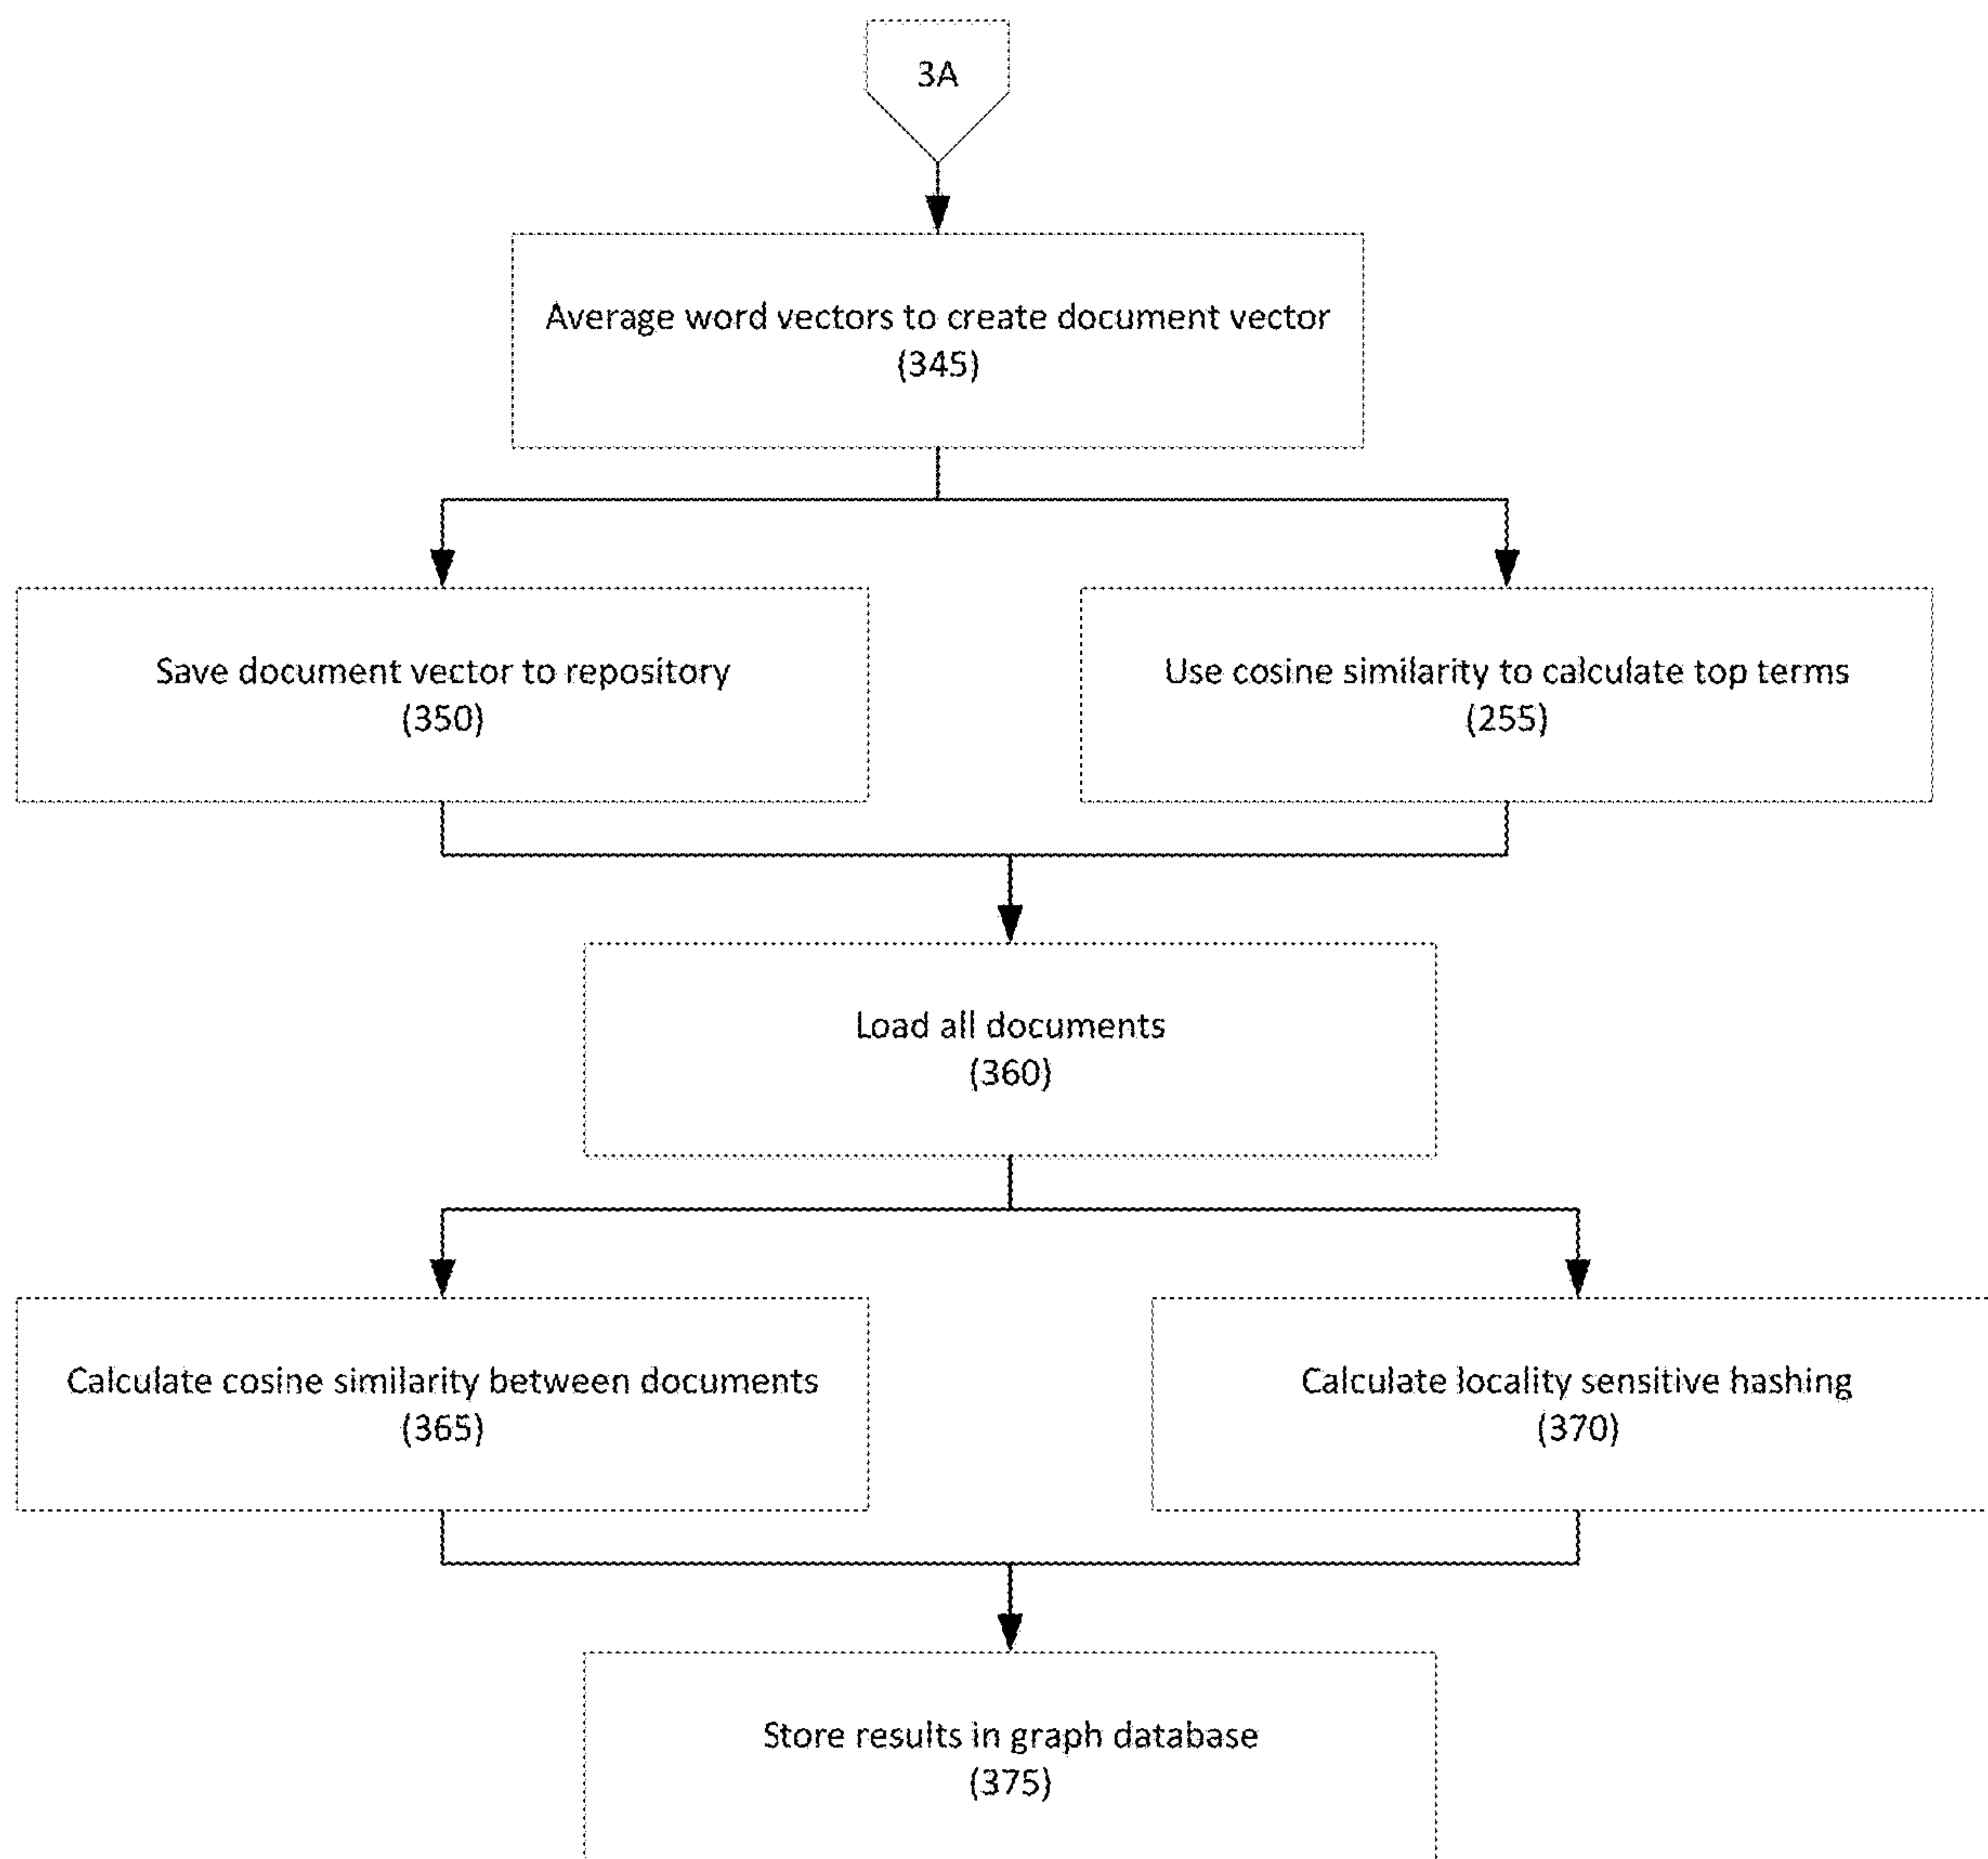 3A
Average word vectors to create document vector
(345)
Save document vector to repository
(350)
Use cosine similarity to calculate top terms
(255)
Load all documents
(360)
Calculate cosine similarity between documents
(365)
Calculate locality sensitive hashing
(370)
Store results in graph database
(375)